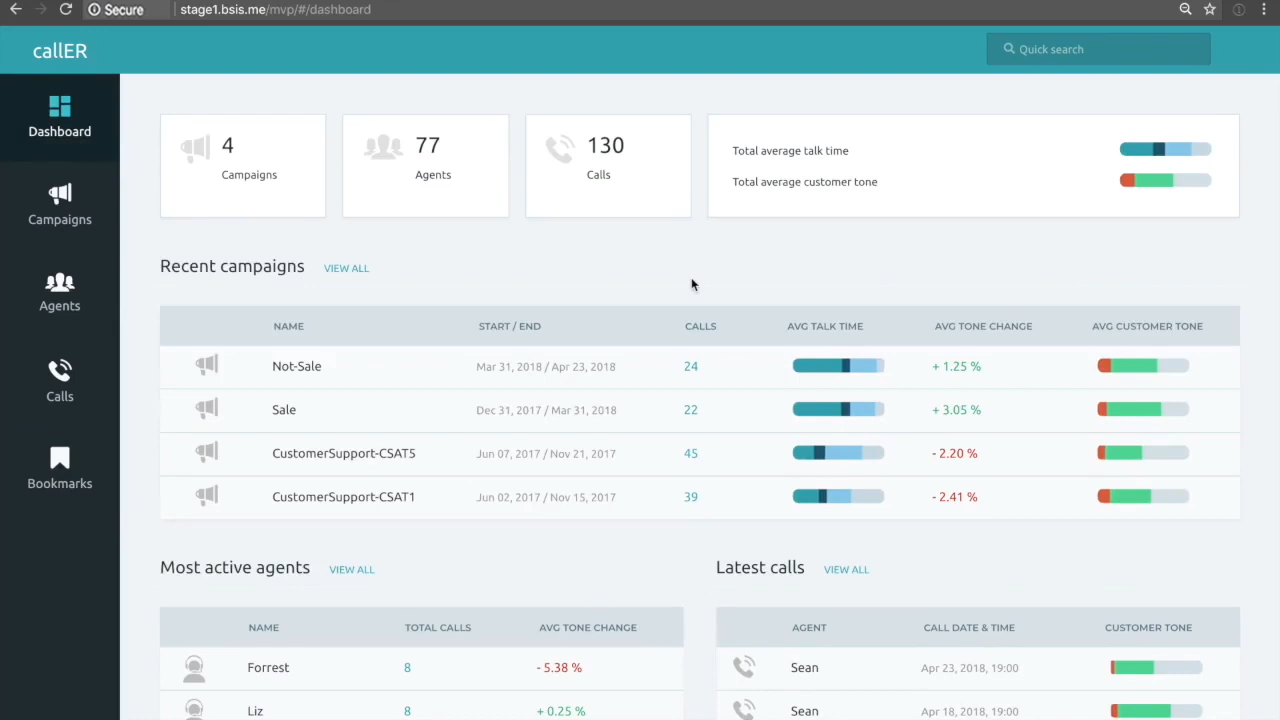 Secure stage1.bsis.me/mvp/#/dashboard
callER
Quick search
Dashboard
Campaigns
Agents
Calls
Bookmarks
4
Campaigns
77
Agents
130
Calls
Total average talk time
Total average customer tone
Recent campaigns VIEW ALL
NAME START / END CALLS AVG TALK TIME AVG TONE CHANGE AVG CUSTOMER TONE
Not-Sale Mar 31, 2018 / Apr 23, 2018 24 + 1.25 %
Sale Dec 31, 2017 / Mar 31, 2018 22 + 3.05 %
CustomerSupport-CSAT5 Jun 07, 2017 / Nov 21, 2017 45 - 2.20 %
CustomerSupport-CSAT1 Jun 02, 2017 / Nov 15, 2017 39 - 2.41 %
Most active agents VIEW ALL
NAME TOTAL CALLS AVG TONE CHANGE
Forrest 8 - 5.38 %
Liz 8 + 0.25 %
Latest calls VIEW ALL
AGENT CALL DATE & TIME CUSTOMER TONE
Sean Apr 23, 2018, 19:00
Sean Apr 18, 2018, 19:00